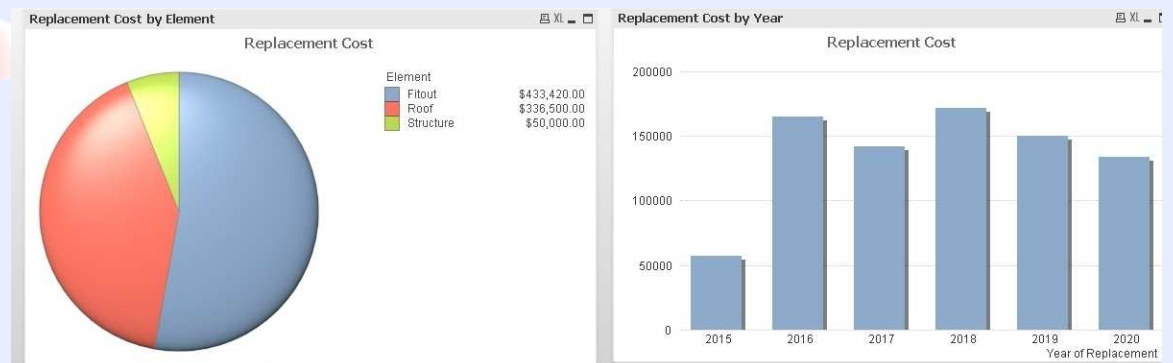 Replacement Cost by Element
XL
Replacement Cost
Element
Fitout $433,420.00
Roof $336,500.00
Structure $50,000.00
Replacement Cost by Year
XL
Replacement Cost
200000
150000
100000
50000
0
2015 2016 2017 2018 2019 2020
Year of Replacement